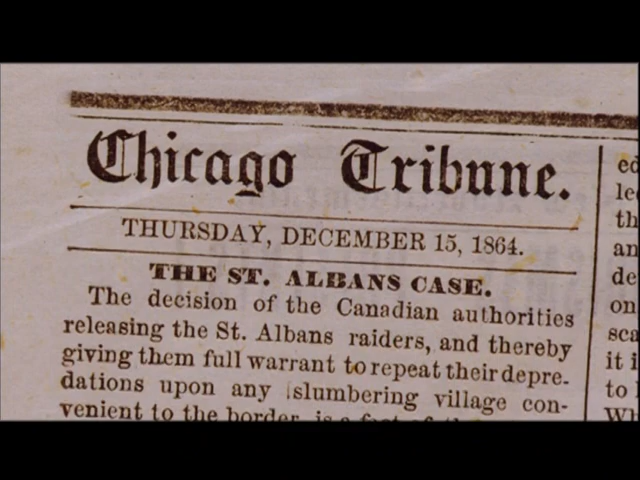 Chicago Tribune.
THURSDAY, DECEMBER 15, 1864.
THE ST. ALBANS CASE.
The decision of the Canadian authorities
releasing the St. Albans raiders, and thereby
giving them full warrant to repeat their depre-
dations upon any slumbering village con-
venient to the border, is a